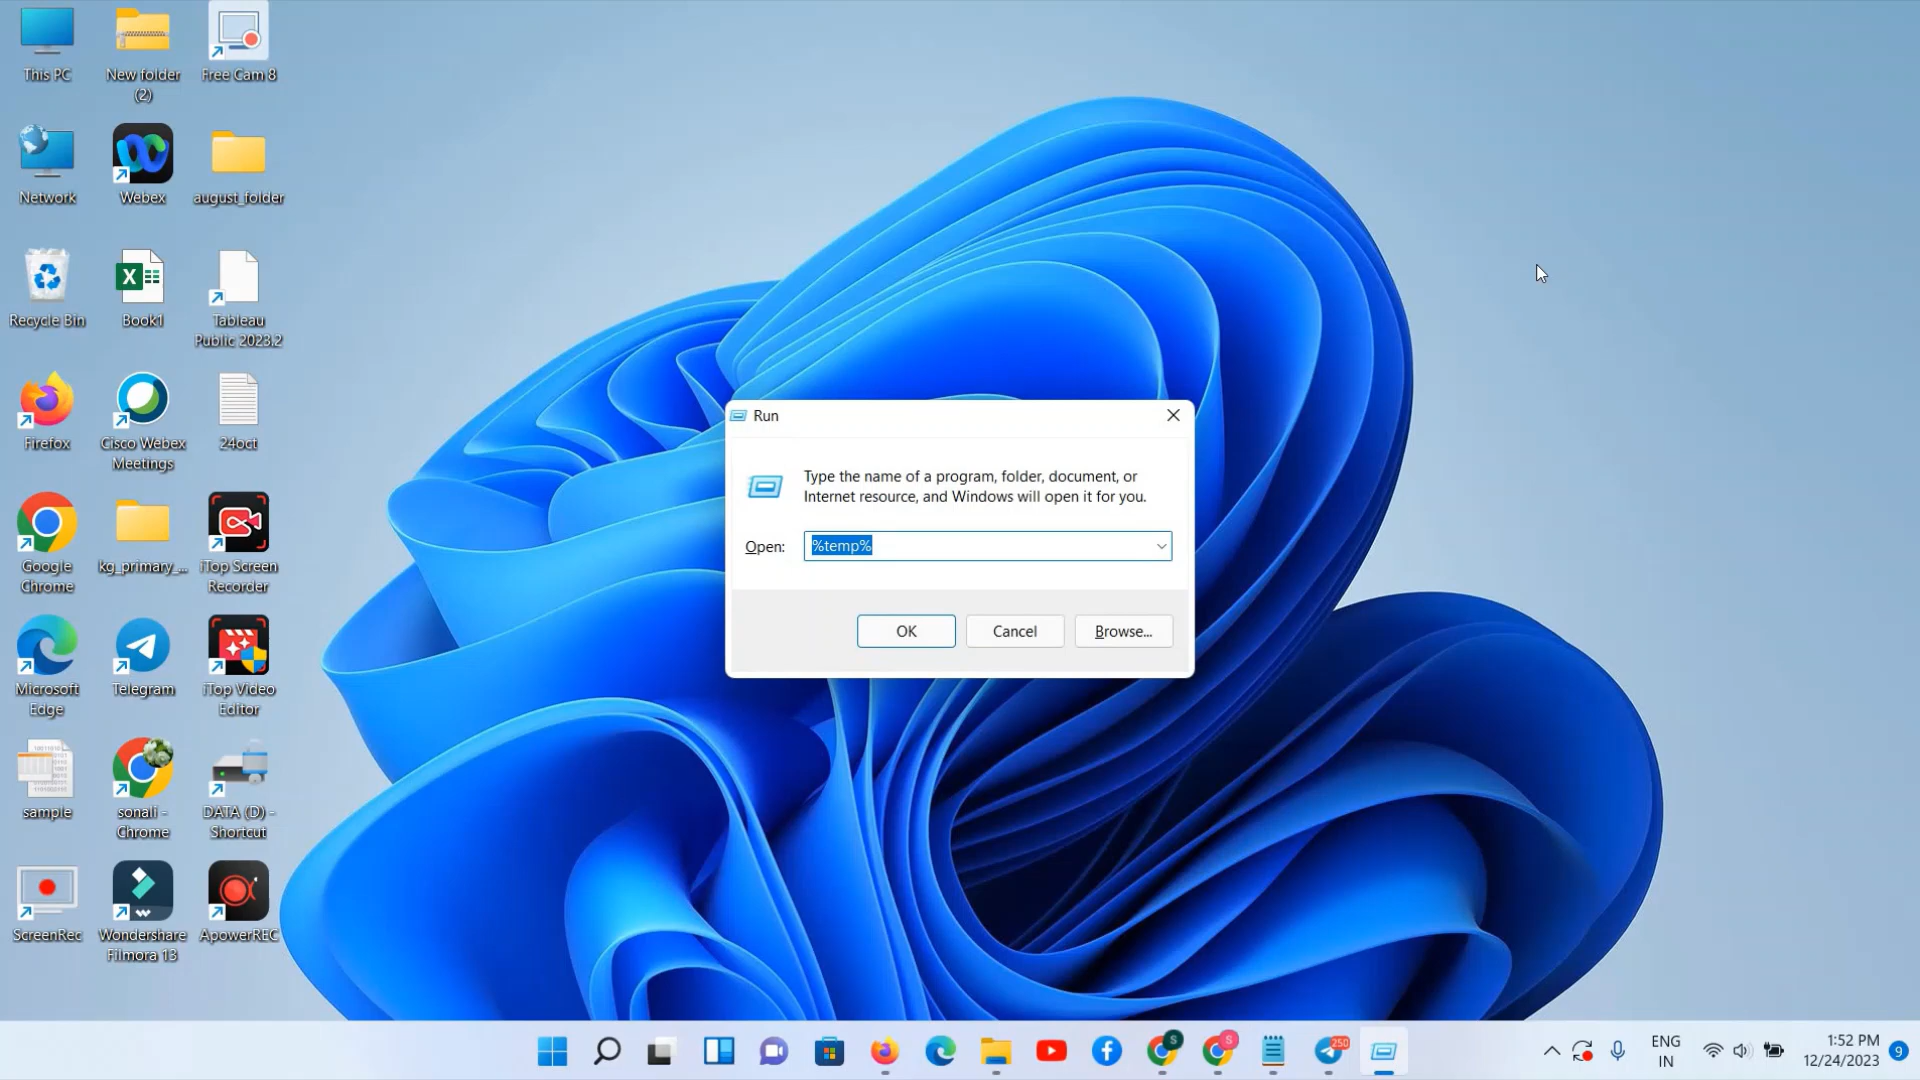 This PC
New folder
(2)
Free Cam 8
Network
Webex
august_folder
Recycle Bin
Book1
Tableau
Public 2023.2
Firefox
Cisco Webex
Meetings
24oct
Google
Chrome
kg_primary_...
iTop Screen
Recorder
Microsoft
Edge
Telegram
iTop Video
Editor
sample
sonali -
Chrome
DATA (D) -
Shortcut
ScreenRec
Wondershare
Filmora 13
ApowerREC
Run
Type the name of a program, folder, document, or
Internet resource, and Windows will open it for you.
Open:
%temp%
OK
Cancel
Browse...
S
S
250
ENG
IN
1:52 PM
12/24/2023
9